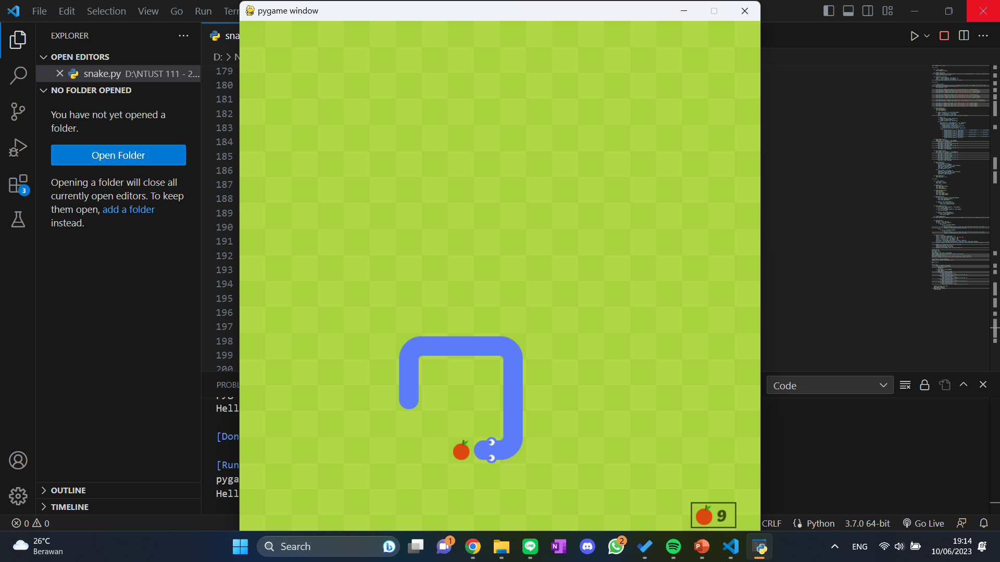 File Edit Selection View Go Run Terr
pygame window
EXPLORER
OPEN EDITORS
snake.py D:\NTUST 111 - 2...
NO FOLDER OPENED
You have not yet opened a
folder.
Open Folder
Opening a folder will close all
currently open editors. To keep
them open, add a folder
instead.
3
OUTLINE
TIMELINE
sna
D: > N
179
180
181
182
183
184
185
186
187
188
189
190
191
192
193
194
195
196
197
198
199
200
PROBL
Hell
[Don
[Run
pyga
Hell
9
Code
0 0
CRLF Python 3.7.0 64-bit Go Live
26°C
Berawan
Search
1
2
ENG
19:14
10/06/2023